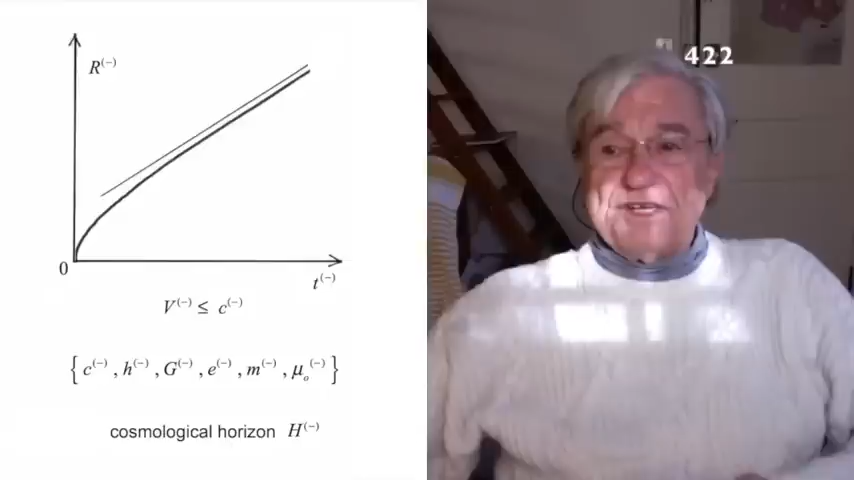 R⁽⁻⁾
422
0
t⁽⁻⁾
V⁽⁻⁾ ≤ c⁽⁻⁾
{ c⁽⁻⁾ , h⁽⁻⁾ , G⁽⁻⁾ , e⁽⁻⁾ , m⁽⁻⁾ , μₒ⁽⁻⁾ }
cosmological horizon H⁽⁻⁾